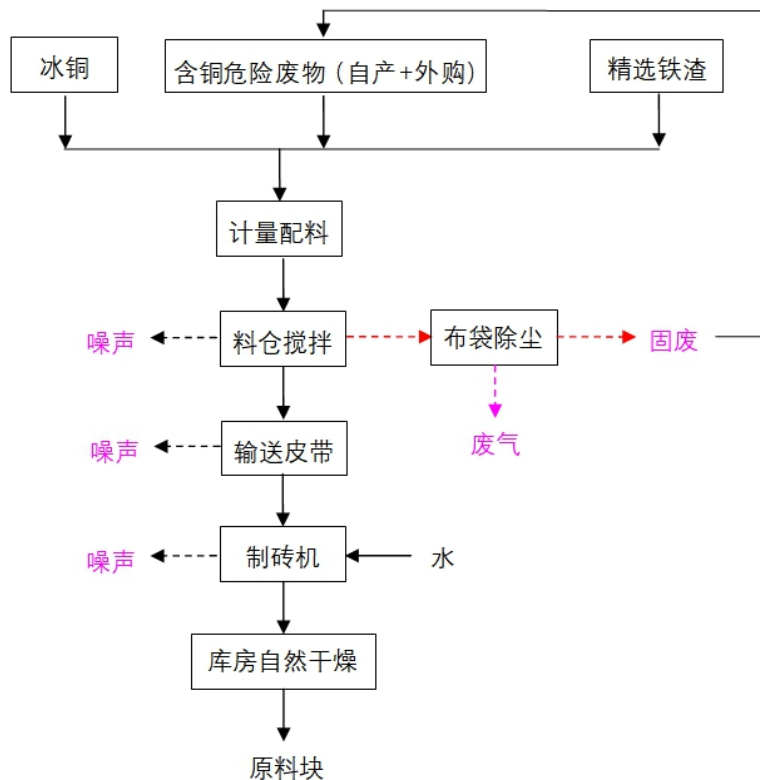 冰铜
含铜危险废物（自产+外购）
精选铁渣
计量配料
噪声
料仓搅拌
布袋除尘
固废
噪声
输送皮带
废气
噪声
制砖机
水
库房自然干燥
原料块